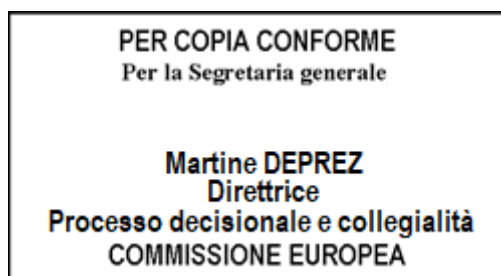 PER COPIA CONFORME
Per la Segretaria generale
Martine DEPREZ
Direttrice
Processo decisionale e collegialità
COMMISSIONE EUROPEA